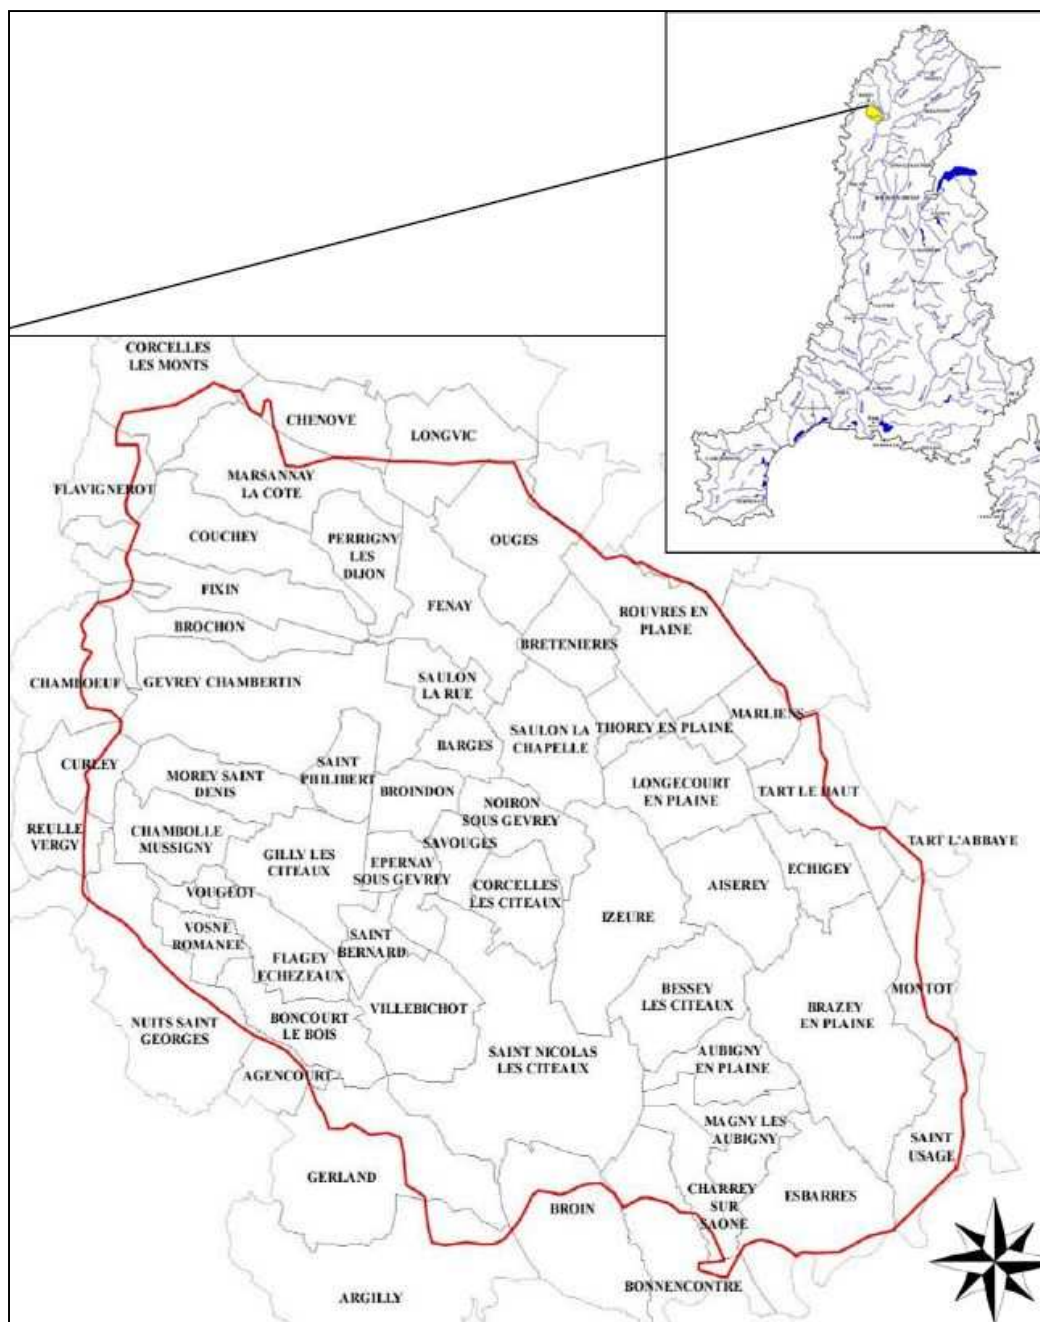 CORCELLES
LES MONTS
CHENOVE
LONGVIC
FLAVIGNEROT
MARSANNAY
LA COTE
COUCHEY
PERRIGNY
LES
DIJON
OUGES
FIXIN
FENAY
ROUVRES EN
PLAINE
BROCHON
BRETENIERES
CHAMBOEUF
GEVREY CHAMBERTIN
SAULON
LA RUE
MARLIENS
THOREY EN PLAINE
SAULON LA
CHAPELLE
BARGES
CURLEY
MOREY SAINT
DENIS
SAINT
PHILIBERT
BROINDON
LONGECOURT
EN PLAINE
TART LE HAUT
NOIRON
SOUS GEVREY
REULLE
VERGY
CHAMBOLLE
MUSSIGNY
GILLY LES
CITEAUX
SAVOUGES
EPERNAY
SOUS GEVREY
TART L'ABBAYE
CORCELLES
LES CITEAUX
AISEREY
ECHIGEY
VOUGEOT
IZEURE
VOSNE
ROMANEE
SAINT
BERNARD
FLAGEY
ECHEZEAUX
BESSEY
LES CITEAUX
MONTOT
BRAZEY
EN PLAINE
VILLEBICHOT
BONCOURT
LE BOIS
NUITS SAINT
GEORGES
SAINT NICOLAS
LES CITEAUX
AUBIGNY
EN PLAINE
AGENCOURT
MAGNY LES
AUBIGNY
SAINT
USAGE
GERLAND
CHARREY
SUR
SAONE
ESBARRES
BROIN
BONNENCONTRE
ARGILLY